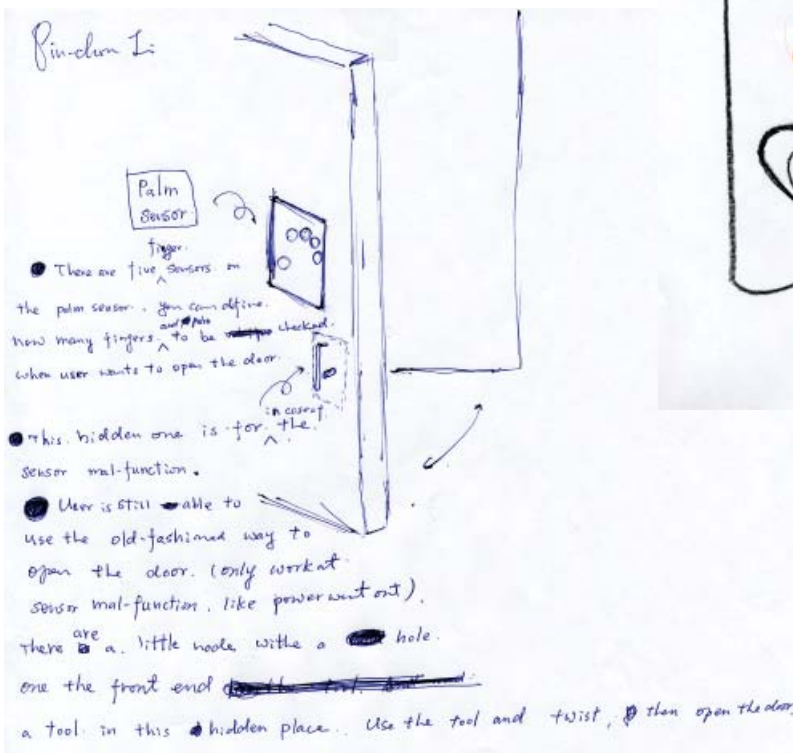 Pin-chun Li
Palm
sensor
finger.
There are five sensors on
the palm sensor. You can dfine.
and palm
how many fingers to be checked.
when user wants to open the door.
in case of
This hidden one is for the.
sensor mal-function.
User is still able to
use the old-fashioned way to
open the door. (only work at
sensor mal-function. like power went out).
There are a little node withe a hole.
one the front end
a tool in this hidden place.. Use the tool and twist, then open the door,